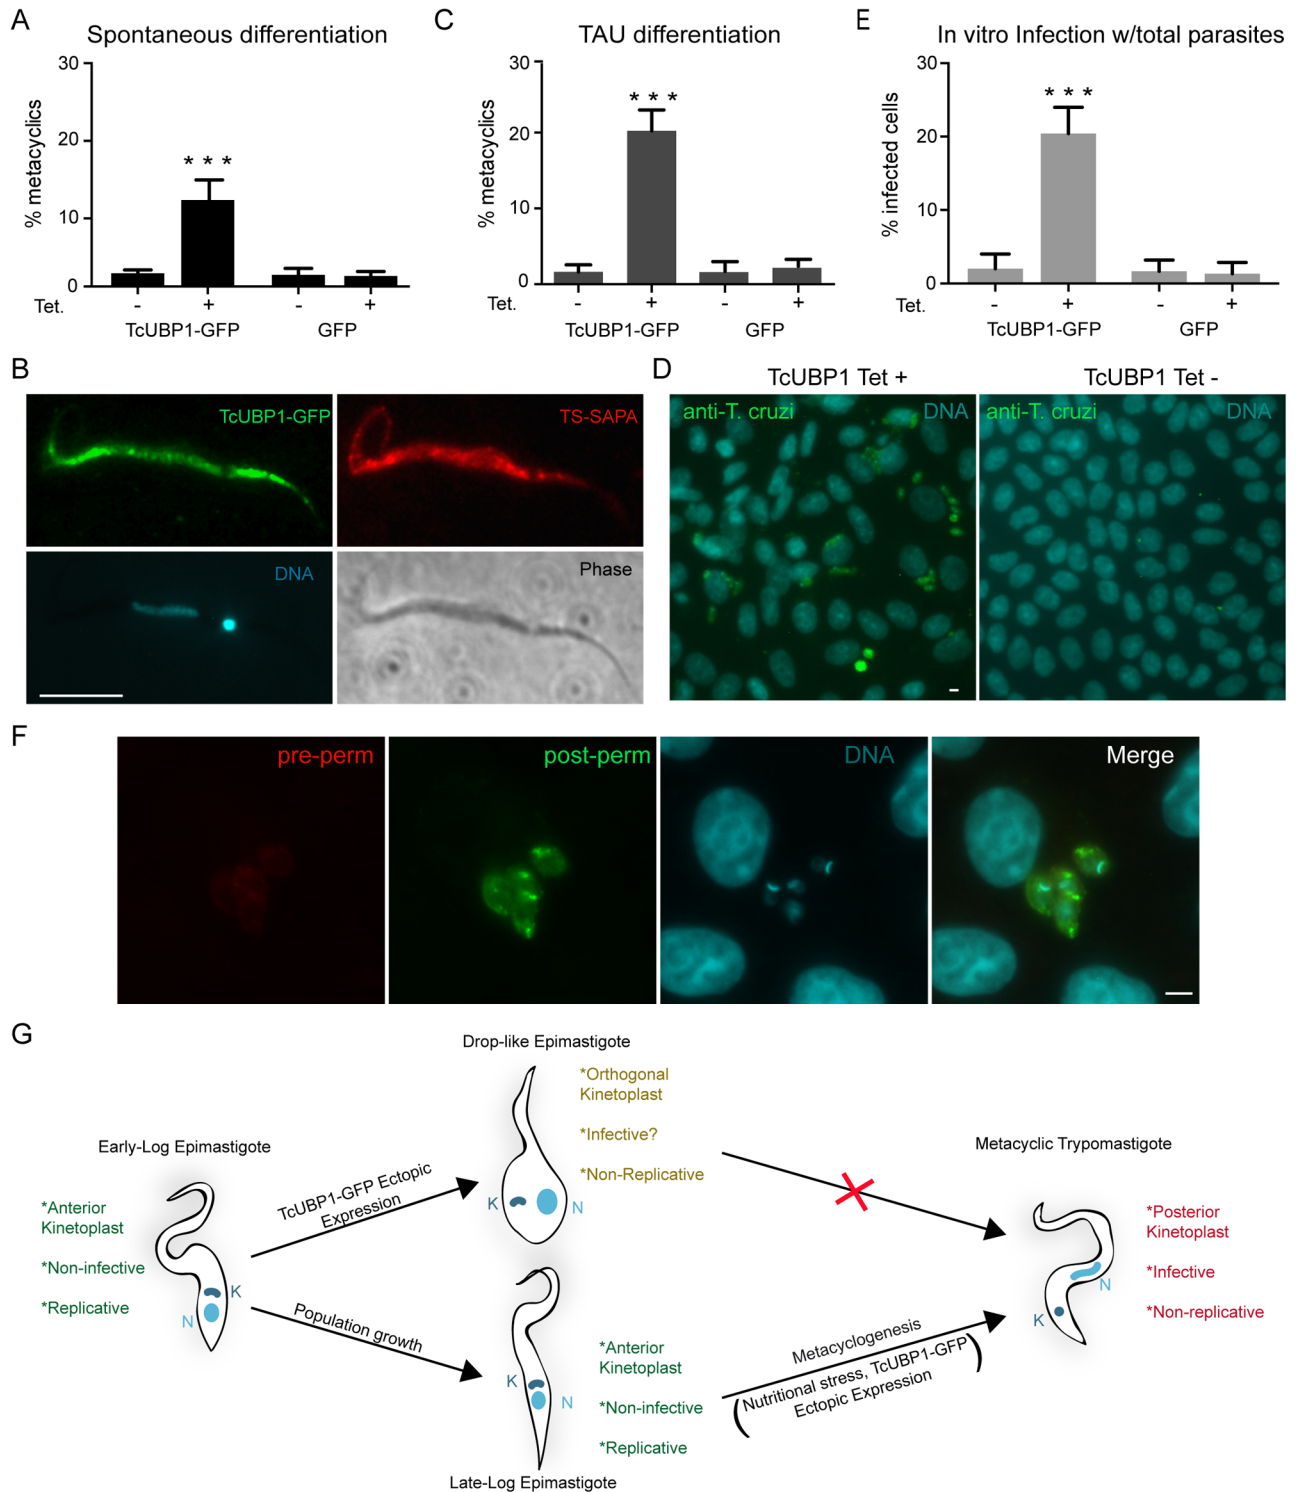 A
Spontaneous differentiation
30
20
10
0
% metacyclics
* * *
Tet.
- + - +
TcUBP1-GFP GFP
C
TAU differentiation
30
20
10
0
% metacyclics
* * *
- + - +
TcUBP1-GFP GFP
E
In vitro Infection w/total parasites
30
20
10
0
% infected cells
* * *
Tet.
- + - +
TcUBP1-GFP GFP
B
TcUBP1-GFP
TS-SAPA
DNA
Phase
D
TcUBP1 Tet +
TcUBP1 Tet -
anti-T. cruzi DNA
anti-T. cruzi DNA
F
pre-perm
post-perm
DNA
Merge
G
Early-Log Epimastigote
*Anterior
Kinetoplast
*Non-infective
*Replicative
K
N
TcUBP1-GFP Ectopic
Expression
Population growth
Drop-like Epimastigote
*Orthogonal
Kinetoplast
*Infective?
*Non-Replicative
K
N
K
N
*Anterior
Kinetoplast
*Non-infective
*Replicative
Late-Log Epimastigote
Metacyclogenesis
(Nutritional stress, TcUBP1-GFP
Ectopic Expression)
Metacyclic Trypomastigote
*Posterior
Kinetoplast
*Infective
*Non-replicative
N
K